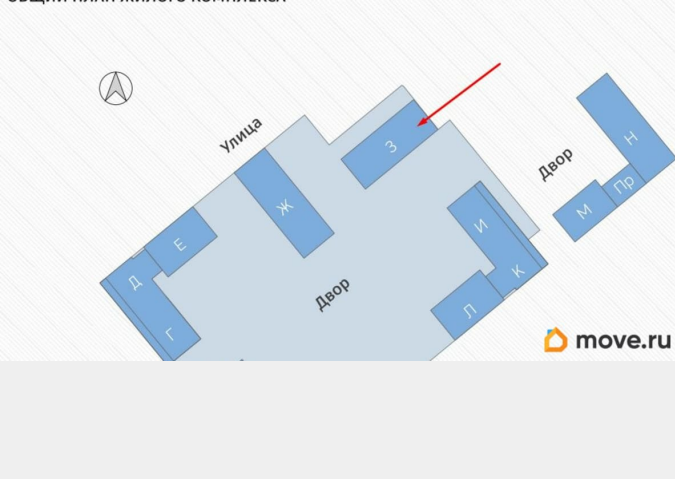 Улица
Двор
З
Н
Пр
М
Ж
Е
И
Д
К
Двор
Г
Л
move.ru